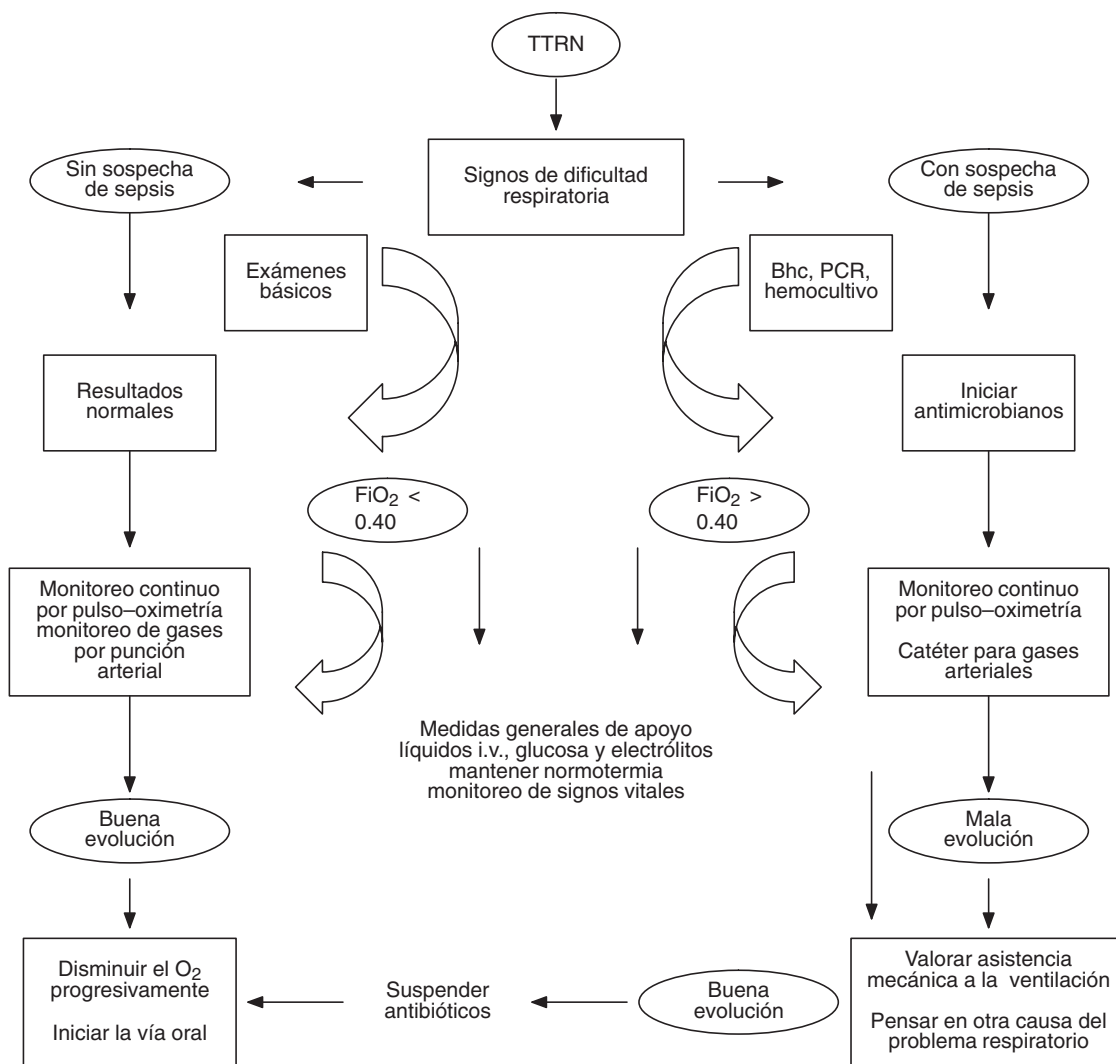 TTRN
Signos de dificultad
respiratoria
Sin sospecha
de sepsis
Con sospecha
de sepsis
Exámenes
básicos
Bhc, PCR,
hemocultivo
Resultados
normales
Iniciar
antimicrobianos
FiO₂ <
0.40
FiO₂ >
0.40
Monitoreo continuo
por pulso–oximetría
monitoreo de gases
por punción
arterial
Monitoreo continuo
por pulso–oximetría
Catéter para gases
arteriales
Medidas generales de apoyo
líquidos i.v., glucosa y electrólitos
mantener normotermia
monitoreo de signos vitales
Buena
evolución
Mala
evolución
Disminuir el O₂
progresivamente
Iniciar la vía oral
Suspender
antibióticos
Buena
evolución
Valorar asistencia
mecánica a la ventilación
Pensar en otra causa del
problema respiratorio